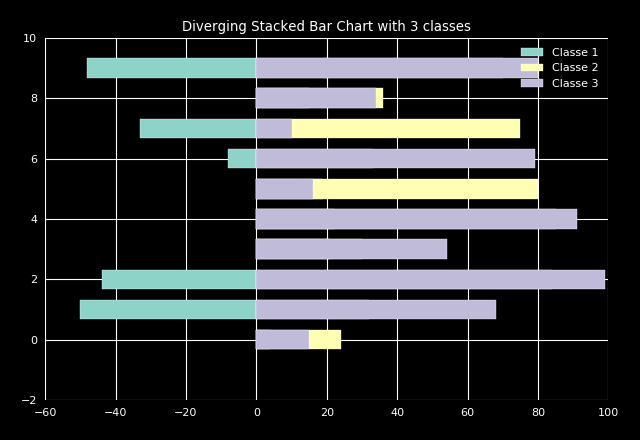 Diverging Stacked Bar Chart with 3 classes
10
8
6
4
2
0
−2
−60 −40 −20 0 20 40 60 80 100
Classe 1
Classe 2
Classe 3